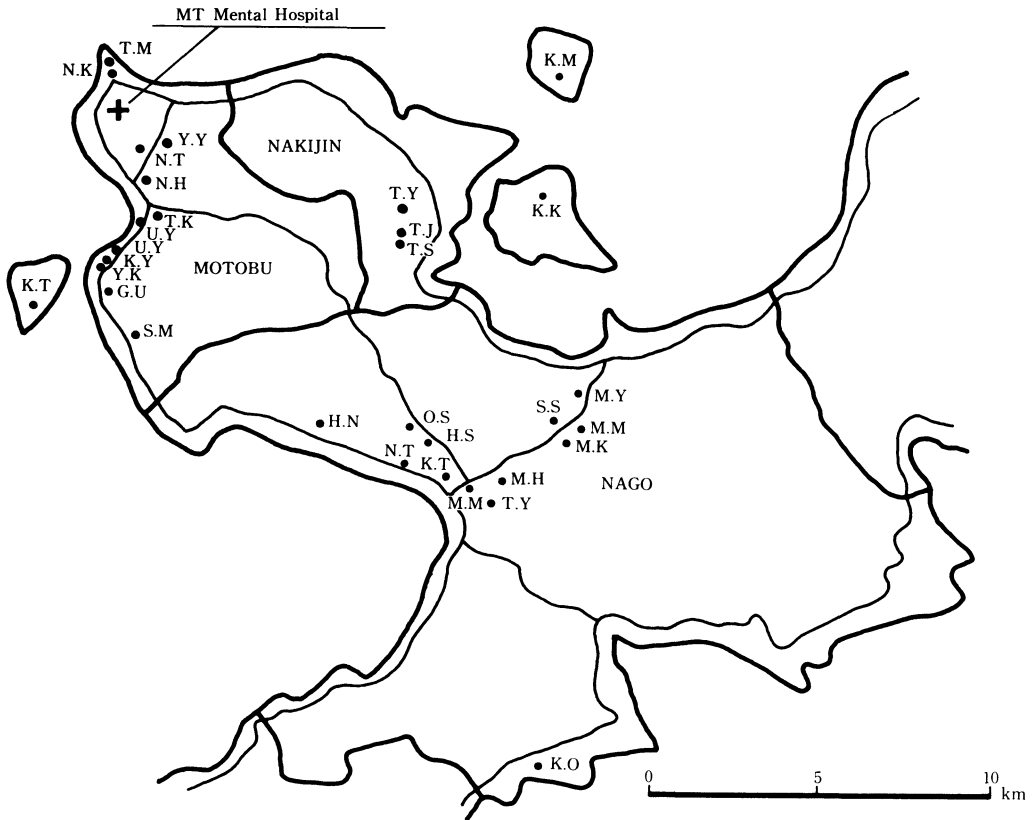 MT Mental Hospital
T.M
N.K
K.M
Y.Y
N.T
NAKIJIN
N.H
T.Y
K.K
T.K
U.Y
T.J
U.Y
T.S
K.Y
MOTOBU
Y.K
K.T
G.U
S.M
M.Y
S.S
H.N
O.S
M.M
H.S
M.K
N.T
K.T
M.H
NAGO
M.M
T.Y
K.O
0 5 10
km